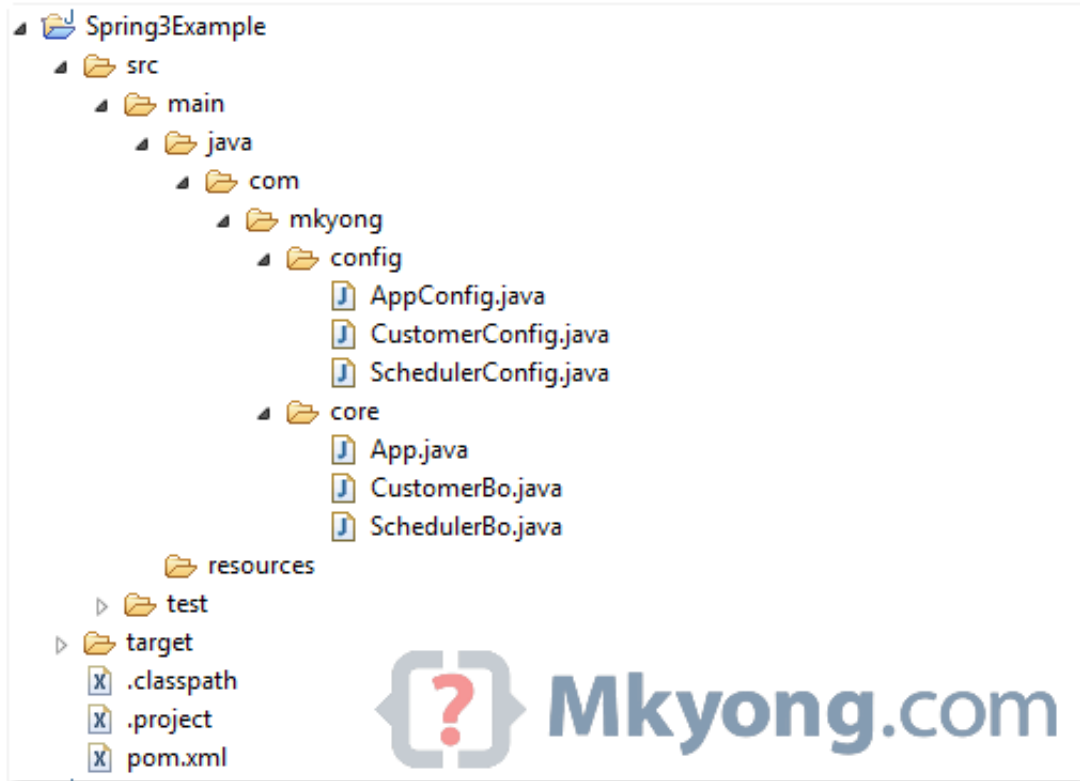 Spring3Example
src
main
java
com
mkyong
config
AppConfig.java
CustomerConfig.java
SchedulerConfig.java
core
App.java
CustomerBo.java
SchedulerBo.java
resources
test
target
.classpath
.project
pom.xml
Mkyong.com